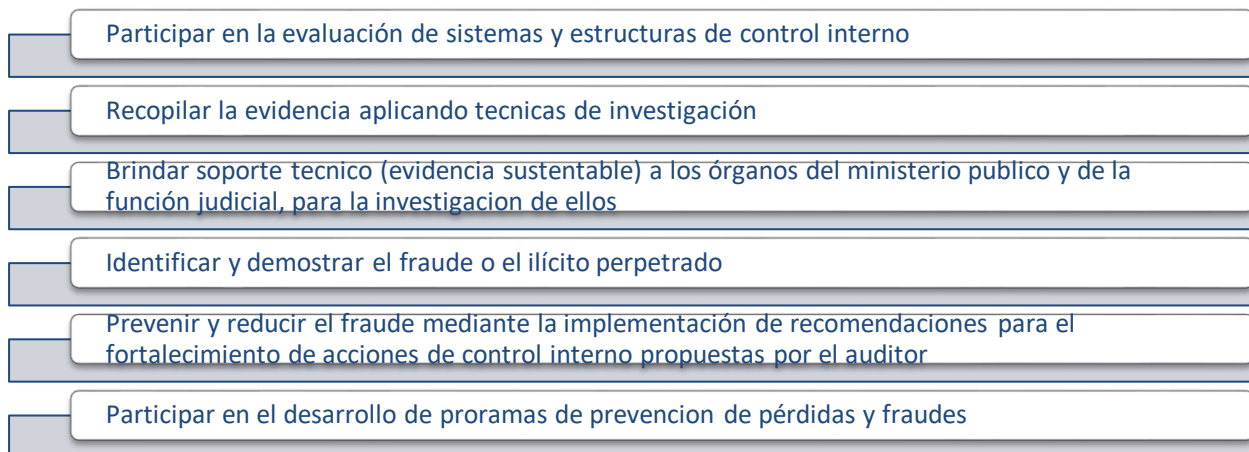 Participar en la evaluación de sistemas y estructuras de control interno
Recopilar la evidencia aplicando tecnicas de investigación
Brindar soporte tecnico (evidencia sustentable) a los órganos del ministerio publico y de la
función judicial, para la investigacion de ellos
Identificar y demostrar el fraude o el ilícito perpetrado
Prevenir y reducir el fraude mediante la implementación de recomendaciones para el
fortalecimiento de acciones de control interno propuestas por el auditor
Participar en el desarrollo de proramas de prevencion de pérdidas y fraudes